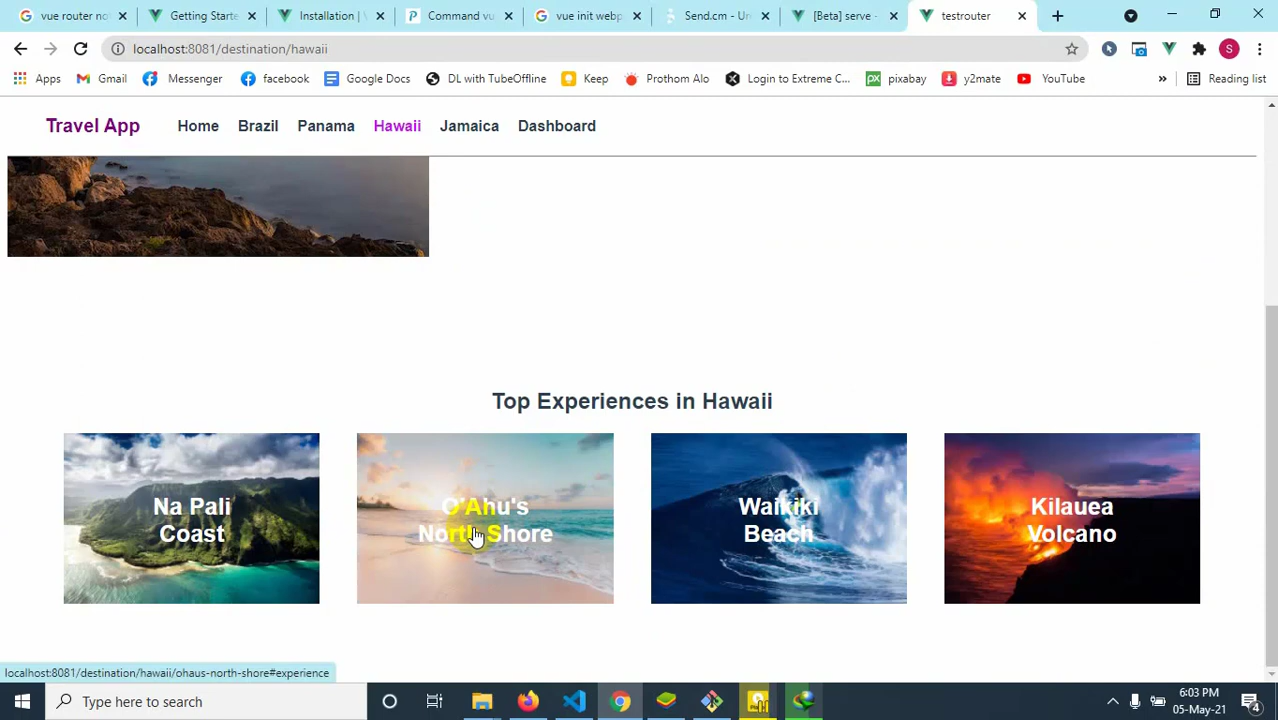 vue router no
Getting Starte
Installation | V
Command vu
vue init webp
Send.cm - Un
[Beta] serve -
testrouter
localhost:8081/destination/hawaii
Apps
Gmail
Messenger
facebook
Google Docs
DL with TubeOffline
Keep
Prothom Alo
Login to Extreme C...
pixabay
y2mate
YouTube
»
Reading list
Travel App
Home
Brazil
Panama
Hawaii
Jamaica
Dashboard
Top Experiences in Hawaii
Na Pali
Coast
O'Ahu's
North Shore
Waikiki
Beach
Kilauea
Volcano
localhost:8081/destination/hawaii/ohaus-north-shore#experience
Type here to search
6:03 PM
05-May-21
4